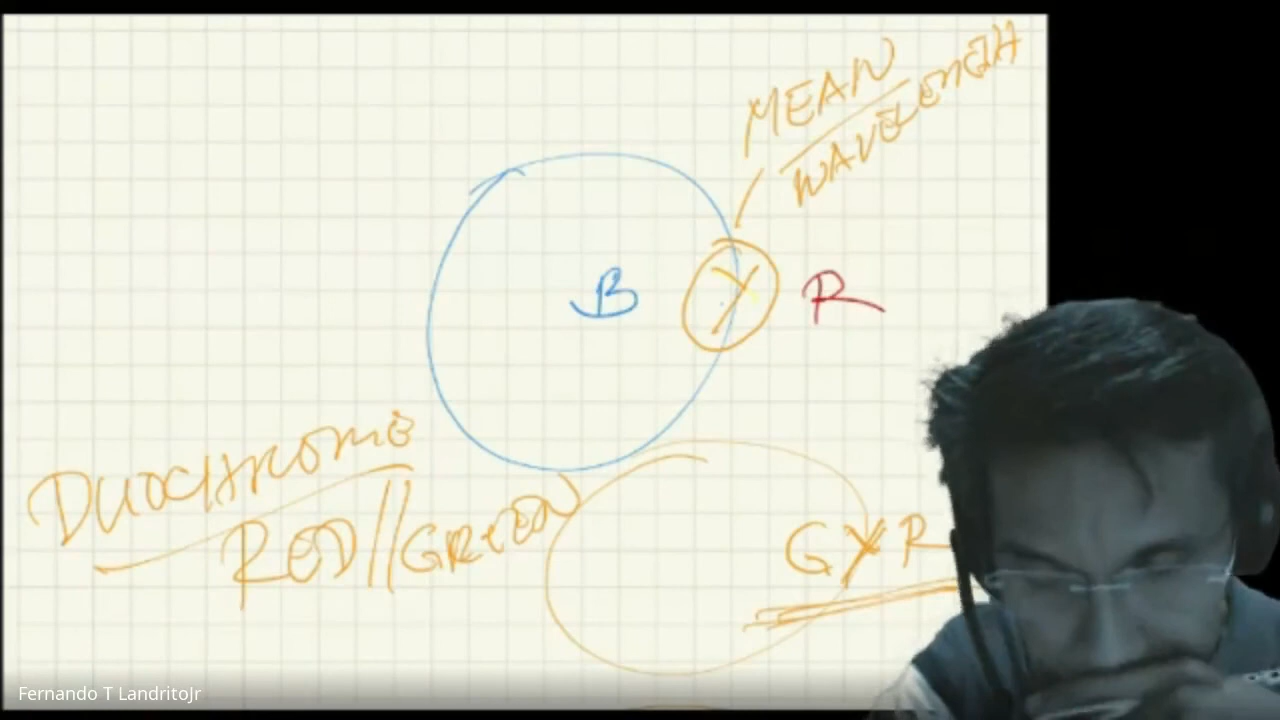 MEAN
WAVELENGTH
B Y R
DUOCHROME
RED//GREEN
G Y R
Fernando T LandritoJr